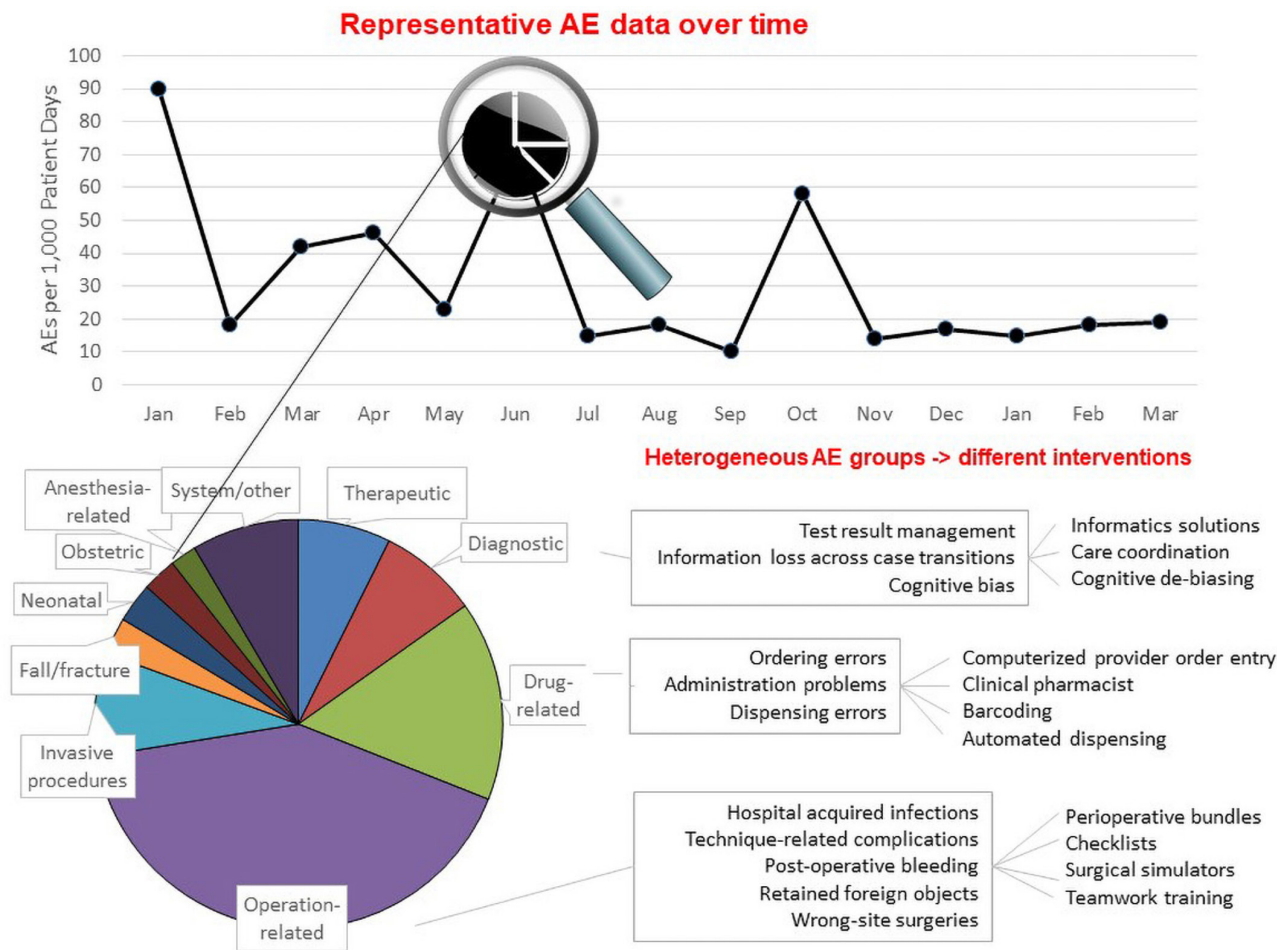 Representative AE data over time
AEs per 1,000 Patient Days
100
90
80
70
60
50
40
30
20
10
0
Jan Feb Mar Apr May Jun Jul Aug Sep Oct Nov Dec Jan Feb Mar
Heterogeneous AE groups -> different interventions
Anesthesia-
related
System/other
Therapeutic
Diagnostic
Obstetric
Neonatal
Fall/fracture
Drug-
related
Invasive
procedures
Operation-
related
Test result management
Information loss across case transitions
Cognitive bias
Informatics solutions
Care coordination
Cognitive de-biasing
Ordering errors
Administration problems
Dispensing errors
Computerized provider order entry
Clinical pharmacist
Barcoding
Automated dispensing
Hospital acquired infections
Technique-related complications
Post-operative bleeding
Retained foreign objects
Wrong-site surgeries
Perioperative bundles
Checklists
Surgical simulators
Teamwork training